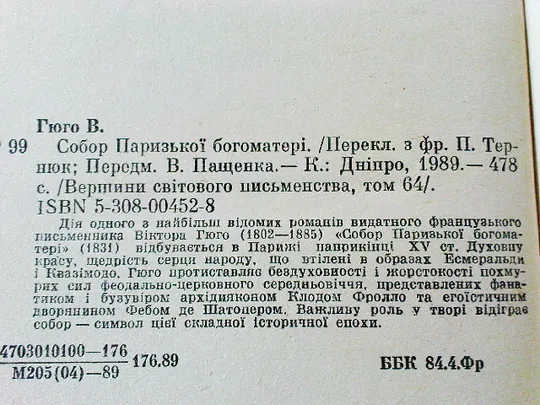 Гюго В.
99 Собор Паризької богоматері. /Перекл. з фр. П. Тер-
нюк; Передм. В. Пащенка.— К.: Дніпро, 1989.— 478
с. /Вершини світового письменства, том 64/.
ISBN 5-308-00452-8
Дія одного з найбільш відомих романів видатного французького
письменника Віктора Гюго (1802—1885) «Собор Паризької богома-
тері» (1831) відбувається в Парижі наприкінці XV ст. Духовну
красу, щедрість серця народу, що втілені в образах Есмеральди і
Квазімодо, Гюго протиставляє бездуховності і жорстокості похму-
рих сил феодально-церковного середньовіччя, представлених фана-
тиком і бузувіром архідияконом Клодом Фролло та егоїстичним
дворянином Фебом де Шатопером. Важливу роль у творі відіграє
собор — символ цієї складної історичної епохи.
4703010100—176
М205(04)—89
176.89
ББК 84.4.Фр